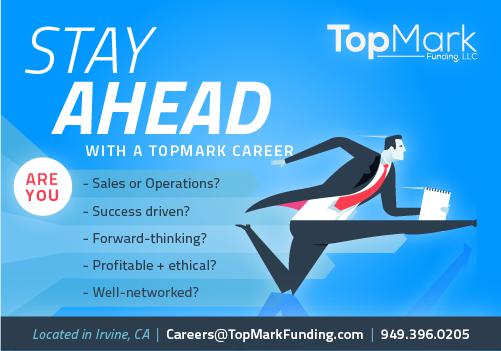 STAY
AHEAD
WITH A TOPMARK CAREER
TopMark
Funding, LLC
ARE
YOU
- Sales or Operations?
- Success driven?
- Forward-thinking?
- Profitable + ethical?
- Well-networked?
Located in Irvine, CA | Careers@TopMarkFunding.com | 949.396.0205